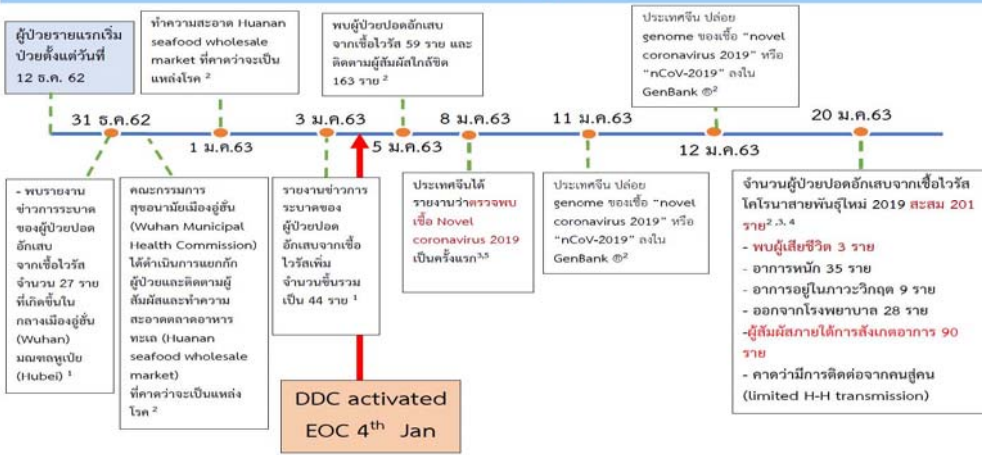 ผู้ป่วยรายแรกเริ่ม
ป่วยตั้งแต่วันที่
12 ธ.ค. 62
ทำความสะอาด Huanan
seafood wholesale
market ที่คาดว่าจะเป็น
แหล่งโรค ²
พบผู้ป่วยปอดอักเสบ
จากเชื้อไวรัส 59 ราย และ
ติดตามผู้สัมผัสใกล้ชิด
163 ราย ²
ประเทศจีน ปล่อย
genome ของเชื้อ “novel
coronavirus 2019” หรือ
“nCoV-2019” ลงใน
GenBank ®²
31 ธ.ค.62
1 ม.ค.63
3 ม.ค.63
5 ม.ค.63
8 ม.ค.63
11 ม.ค.63
12 ม.ค.63
20 ม.ค.63
- พบรายงาน
ข่าวการระบาด
ของผู้ป่วยปอด
อักเสบ
จากเชื้อไวรัส
จำนวน 27 ราย
ที่เกิดขึ้นใน
กลางเมืองอู่ฮั่น
(Wuhan)
มณฑลหูเป่ย
(Hubei) ¹
คณะกรรมการ
สุขอนามัยเมืองอู่ฮั่น
(Wuhan Municipal
Health Commission)
ได้ดำเนินการแยกกัก
ผู้ป่วยและติดตามผู้
สัมผัสและทำความ
สะอาดตลาดอาหาร
ทะเล (Huanan
seafood wholesale
market)
ที่คาดว่าจะเป็นแหล่ง
โรค ²
รายงานข่าวการ
ระบาดของ
ผู้ป่วยปอด
อักเสบจากเชื้อ
ไวรัสเพิ่ม
จำนวนขึ้นรวม
เป็น 44 ราย ¹
DDC activated
EOC 4th Jan
ประเทศจีนได้
รายงานว่าตรวจพบ
เชื้อ Novel
coronavirus 2019
เป็นครั้งแรก³,⁵
ประเทศจีน ปล่อย
genome ของเชื้อ “novel
coronavirus 2019” หรือ
“nCoV-2019” ลงใน
GenBank ®²
จำนวนผู้ป่วยปอดอักเสบจากเชื้อไวรัส
โคโรนาสายพันธุ์ใหม่ 2019 สะสม 201
ราย² ,³, ⁴
- พบผู้เสียชีวิต 3 ราย
- อาการหนัก 35 ราย
- อาการอยู่ในภาวะวิกฤต 9 ราย
- ออกจากโรงพยาบาล 28 ราย
-ผู้สัมผัสภายใต้การสังเกตอาการ 90
ราย
- คาดว่ามีการติดต่อจากคนสู่คน
(limited H-H transmission)